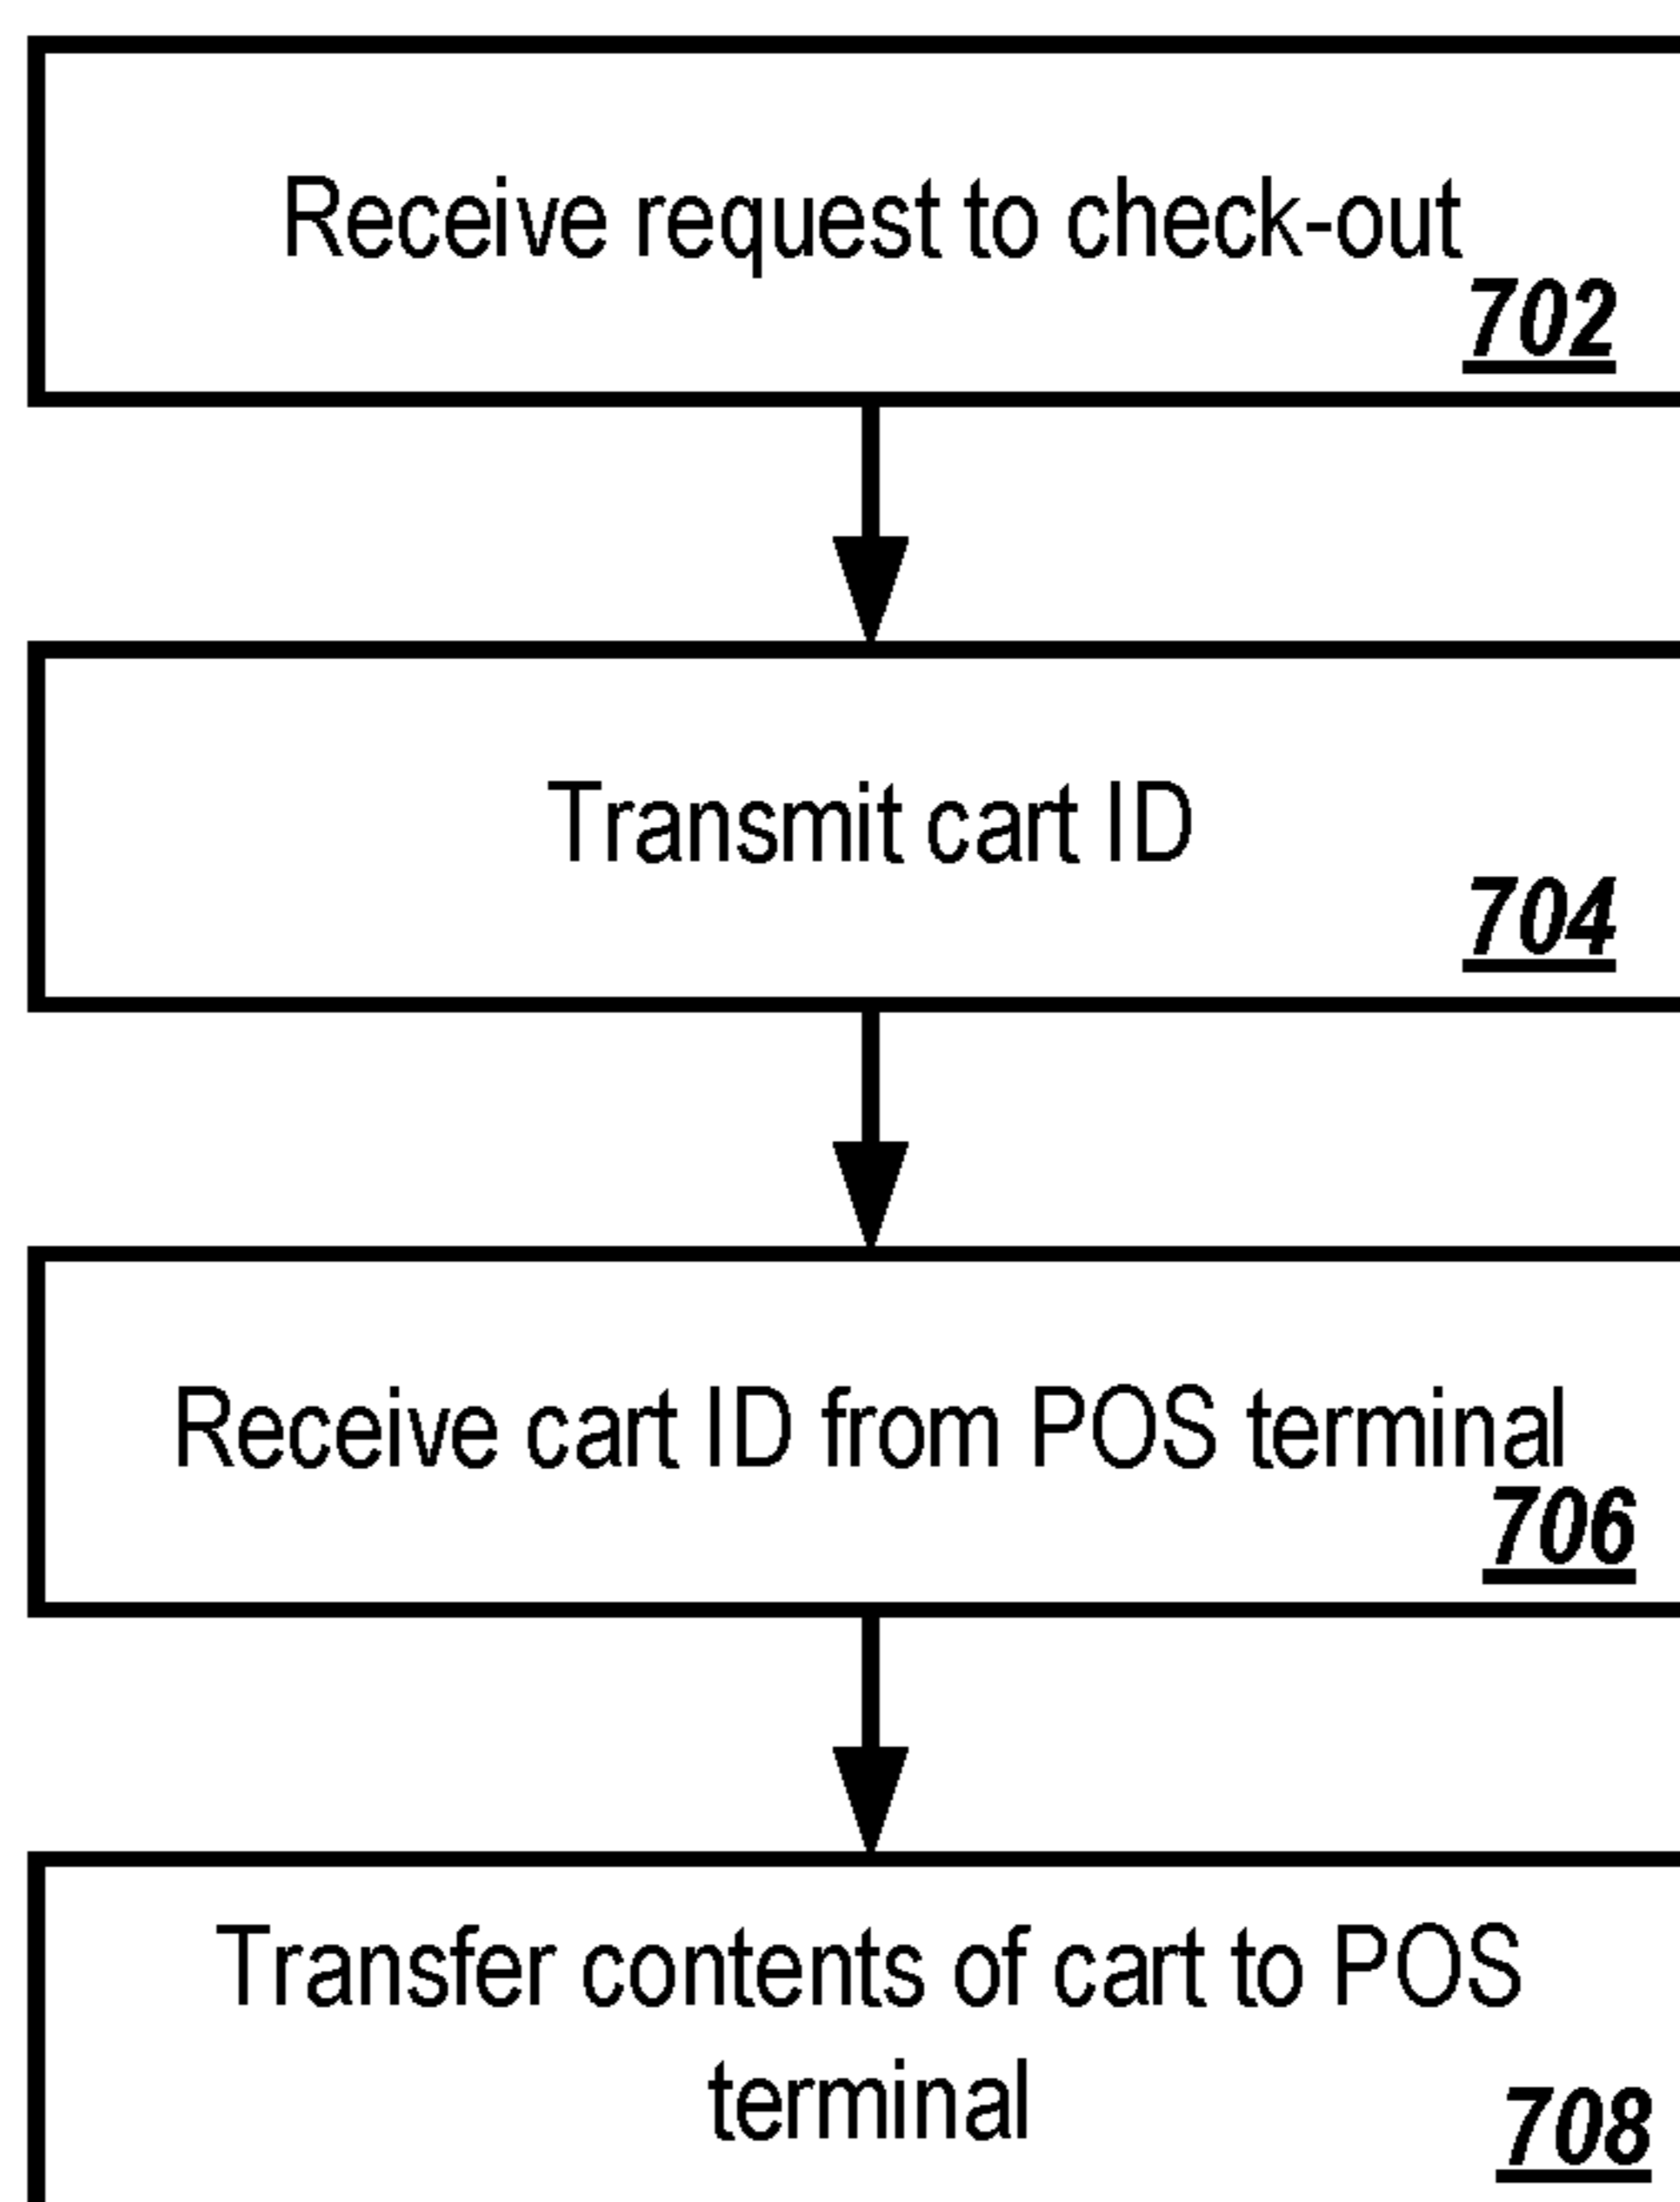 Receive request to check-out
702
Transmit cart ID
704
Receive cart ID from POS terminal
706
Transfer contents of cart to POS
terminal
708